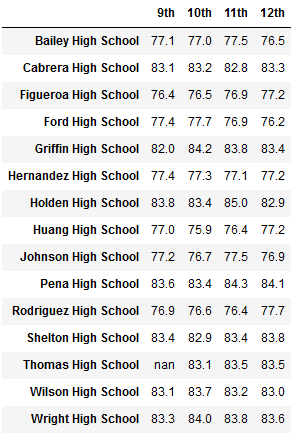 9th 10th 11th 12th
Bailey High School 77.1 77.0 77.5 76.5
Cabrera High School 83.1 83.2 82.8 83.3
Figueroa High School 76.4 76.5 76.9 77.2
Ford High School 77.4 77.7 76.9 76.2
Griffin High School 82.0 84.2 83.8 83.4
Hernandez High School 77.4 77.3 77.1 77.2
Holden High School 83.8 83.4 85.0 82.9
Huang High School 77.0 75.9 76.4 77.2
Johnson High School 77.2 76.7 77.5 76.9
Pena High School 83.6 83.4 84.3 84.1
Rodriguez High School 76.9 76.6 76.4 77.7
Shelton High School 83.4 82.9 83.4 83.8
Thomas High School nan 83.1 83.5 83.5
Wilson High School 83.1 83.7 83.2 83.0
Wright High School 83.3 84.0 83.8 83.6